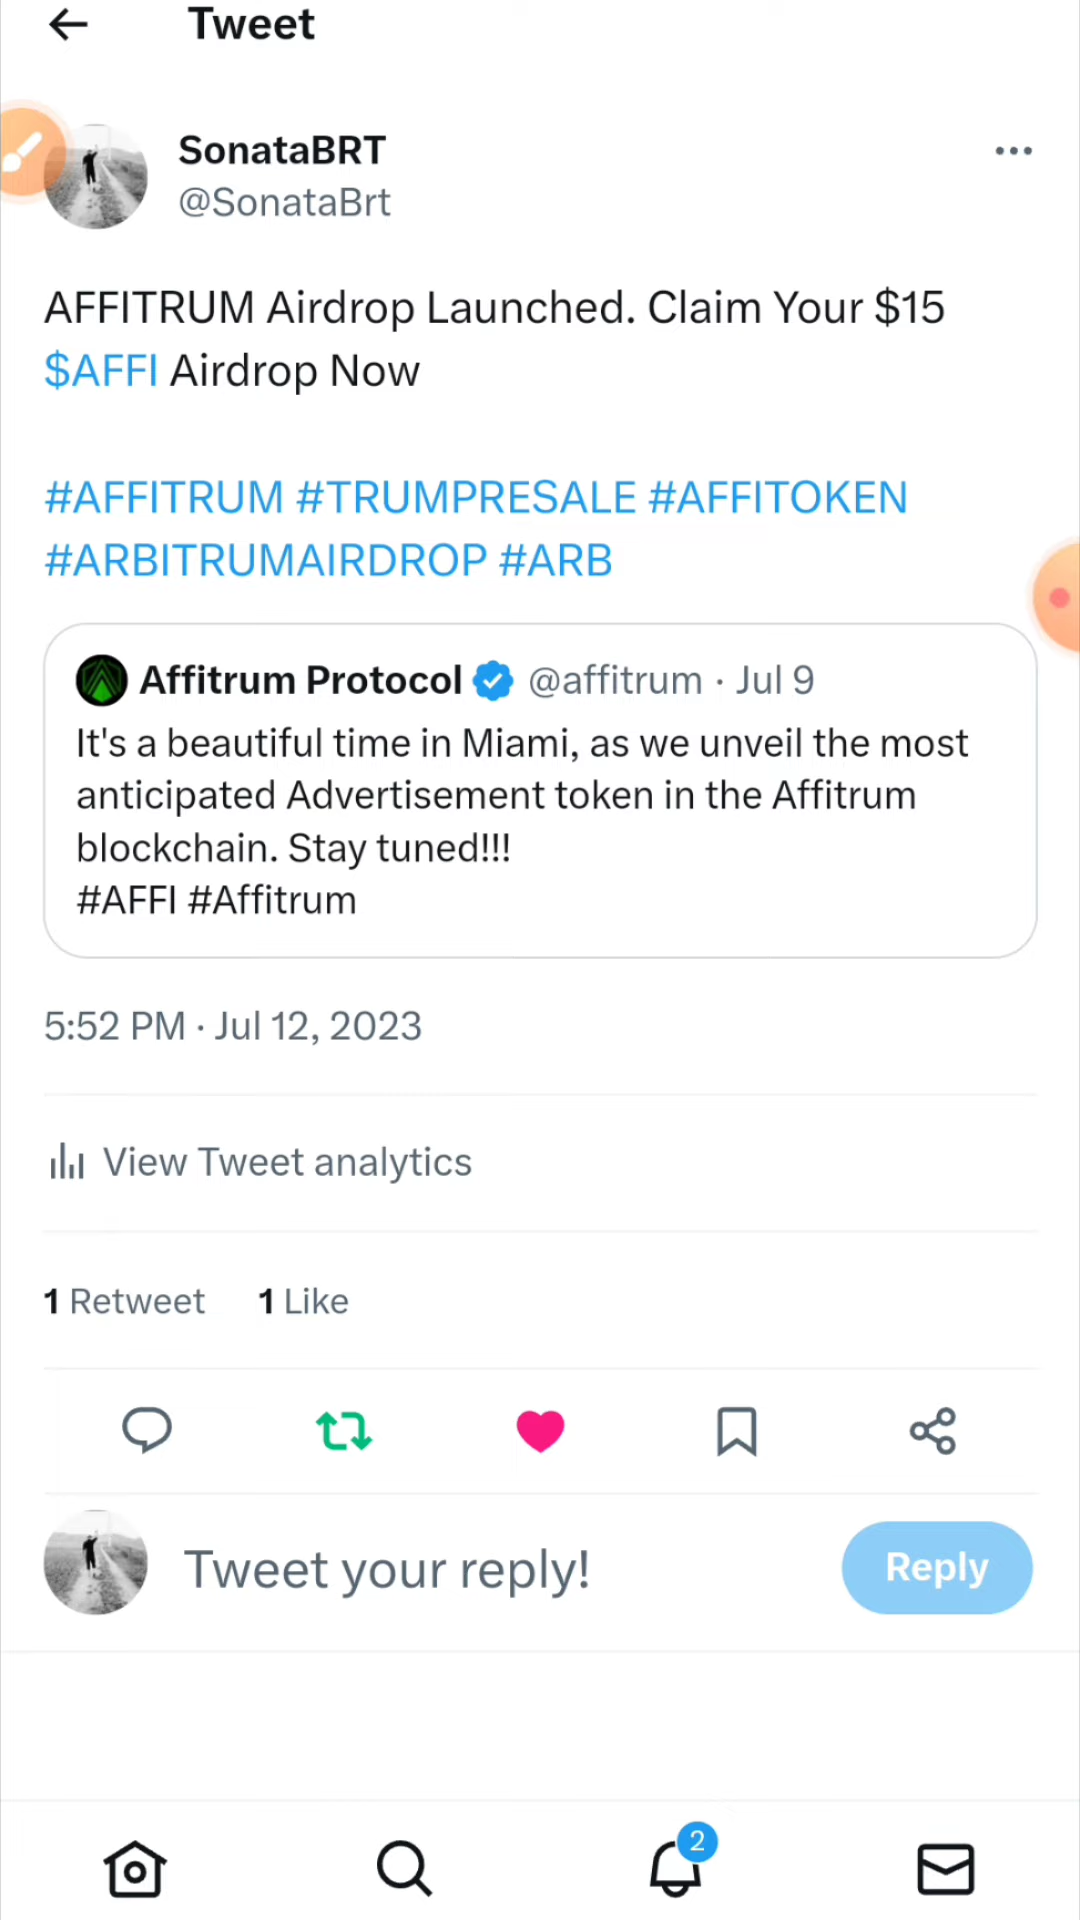 Tweet
SonataBRT
@SonataBrt
AFFITRUM Airdrop Launched. Claim Your $15
$AFFI Airdrop Now
#AFFITRUM #TRUMPRESALE #AFFITOKEN
#ARBITRUMAIRDROP #ARB
Affitrum Protocol @affitrum · Jul 9
It's a beautiful time in Miami, as we unveil the most
anticipated Advertisement token in the Affitrum
blockchain. Stay tuned!!!
#AFFI #Affitrum
5:52 PM · Jul 12, 2023
View Tweet analytics
1 Retweet 1 Like
Tweet your reply!
Reply
2